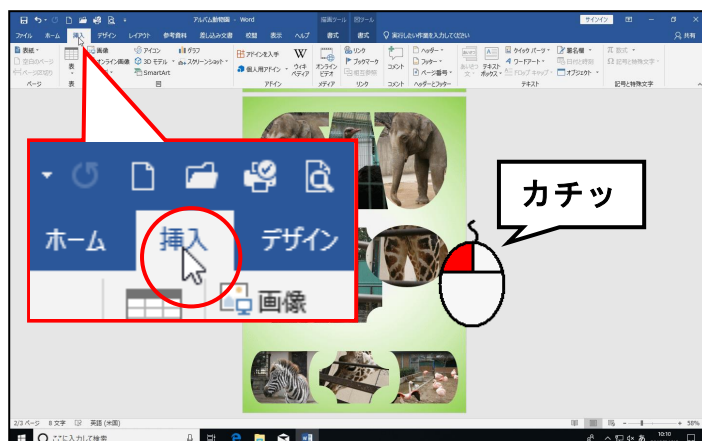 アルバム動物園 - Word
描画ツール 図ツール
サインイン
ファイル ホーム 挿入 デザイン レイアウト 参考資料 差し込み文書 校閲 表示 ヘルプ 書式 書式 実行したい作業を入力してください 共有
表紙
空白のページ
ページ区切り
ページ
表
表
画像
オンライン画像
図形
アイコン
3D モデル
SmartArt
グラフ
スクリーンショット
図
アドインを入手
個人用アドイン
ウィキペディア
アドイン
オンライン
ビデオ
メディア
リンク
ブックマーク
相互参照
リンク
コメント
コメント
ヘッダー
フッター
ページ番号
ヘッダーとフッター
あいさつ
文
テキスト
ボックス
クイック パーツ
ワードアート
ドロップ キャップ
署名欄
日付と時刻
オブジェクト
テキスト
数式
記号と特殊文字
記号と特殊文字
ホーム 挿入 デザイン
画像
カチッ
2/3 ページ 8 文字 英語 (米国)
56%
ここに入力して検索
あ
10:10